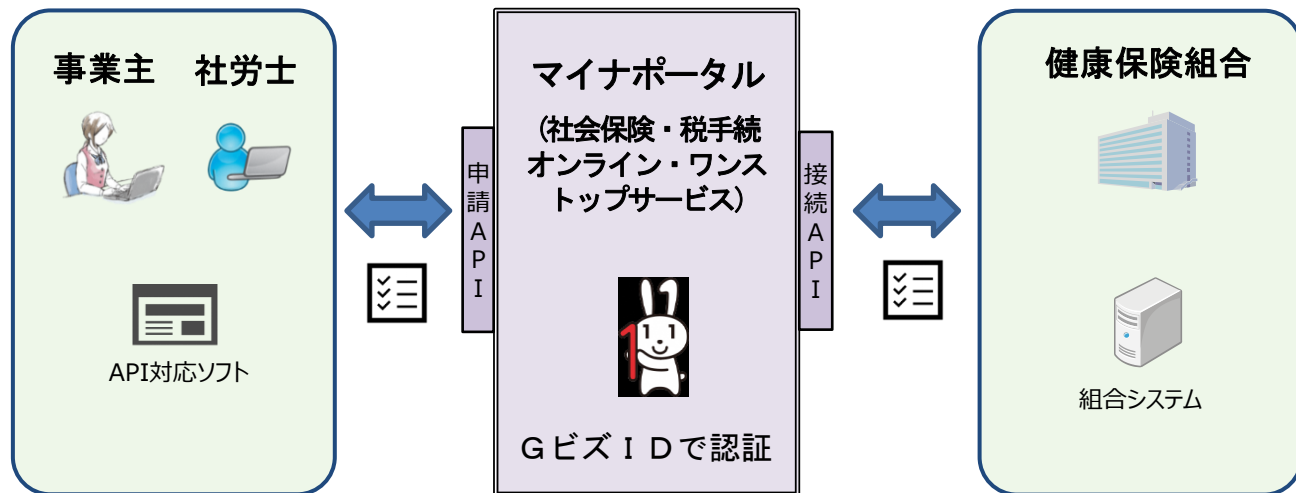 事業主 社労士
API対応ソフト
申請API
マイナポータル
(社会保険・税手続
オンライン・ワンス
トップサービス)
1
GビズIDで認証
接続API
健康保険組合
組合システム